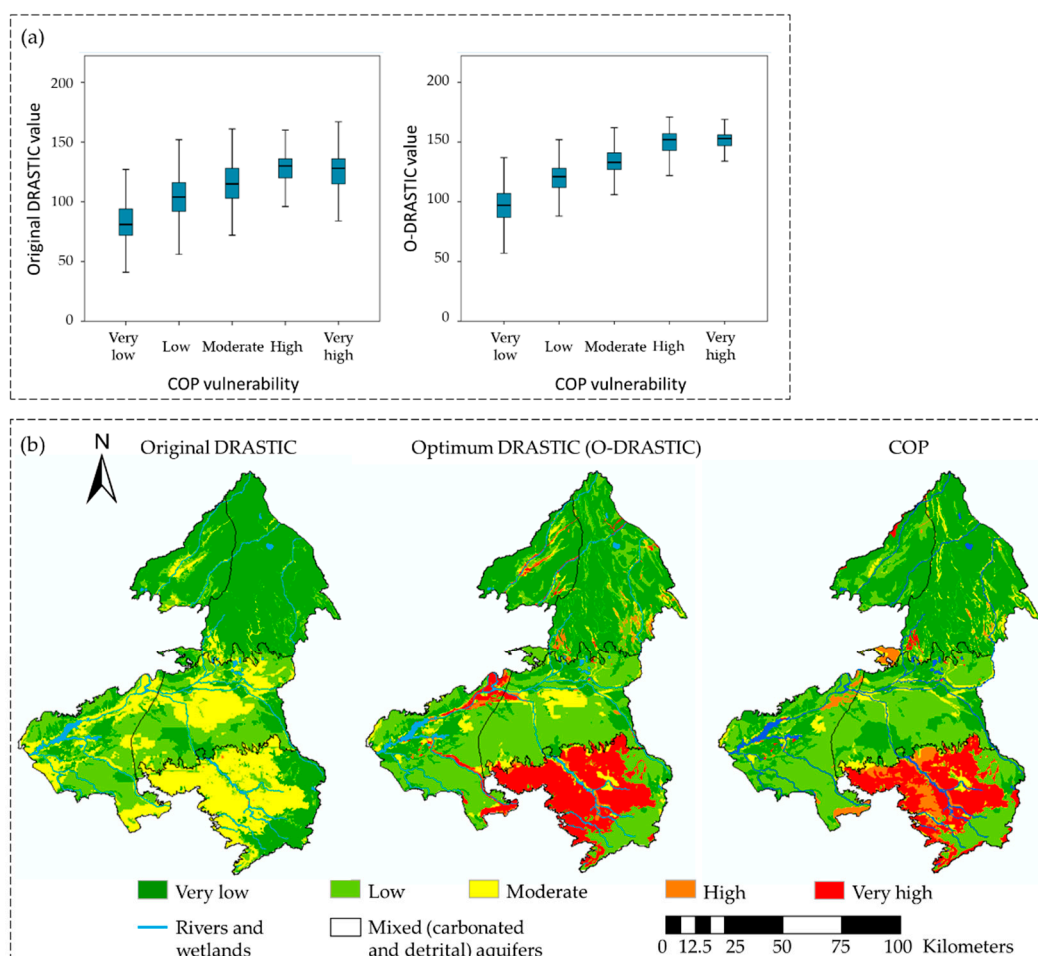 (a)
Original DRASTIC value
200
150
100
50
0
Very low
Low
Moderate
High
Very high
COP vulnerability
O-DRASTIC value
200
150
100
50
0
Very low
Low
Moderate
High
Very high
COP vulnerability
(b)
N
Original DRASTIC
Optimum DRASTIC (O-DRASTIC)
COP
Very low
Low
Moderate
High
Very high
Rivers and
wetlands
Mixed (carbonated
and detrital) aquifers
0 12.5 25 50 75 100 Kilometers